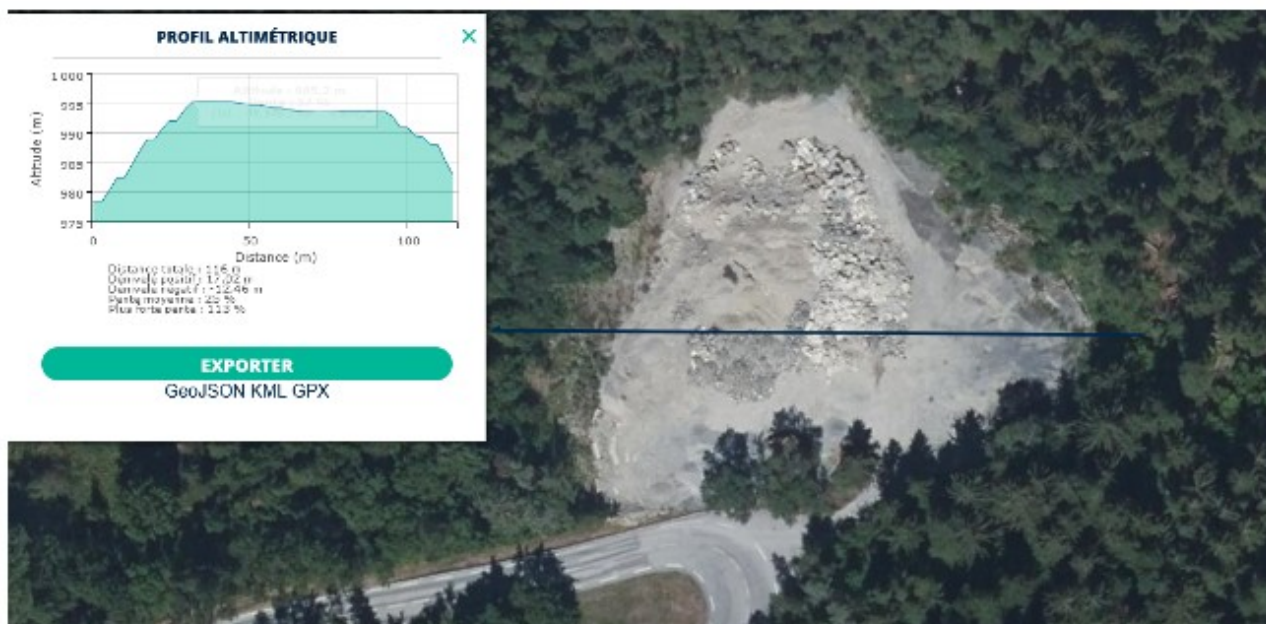 PROFIL ALTIMÉTRIQUE
×
1 000
995
990
985
980
975
Altitude (m)
0
50
100
Distance (m)
Distance totale : 116 m
Dénivelé positif : 17,02 m
Dénivelé négatif : -12,46 m
Pente moyenne : 25 %
Plus forte pente : 113 %
EXPORTER
GeoJSON KML GPX